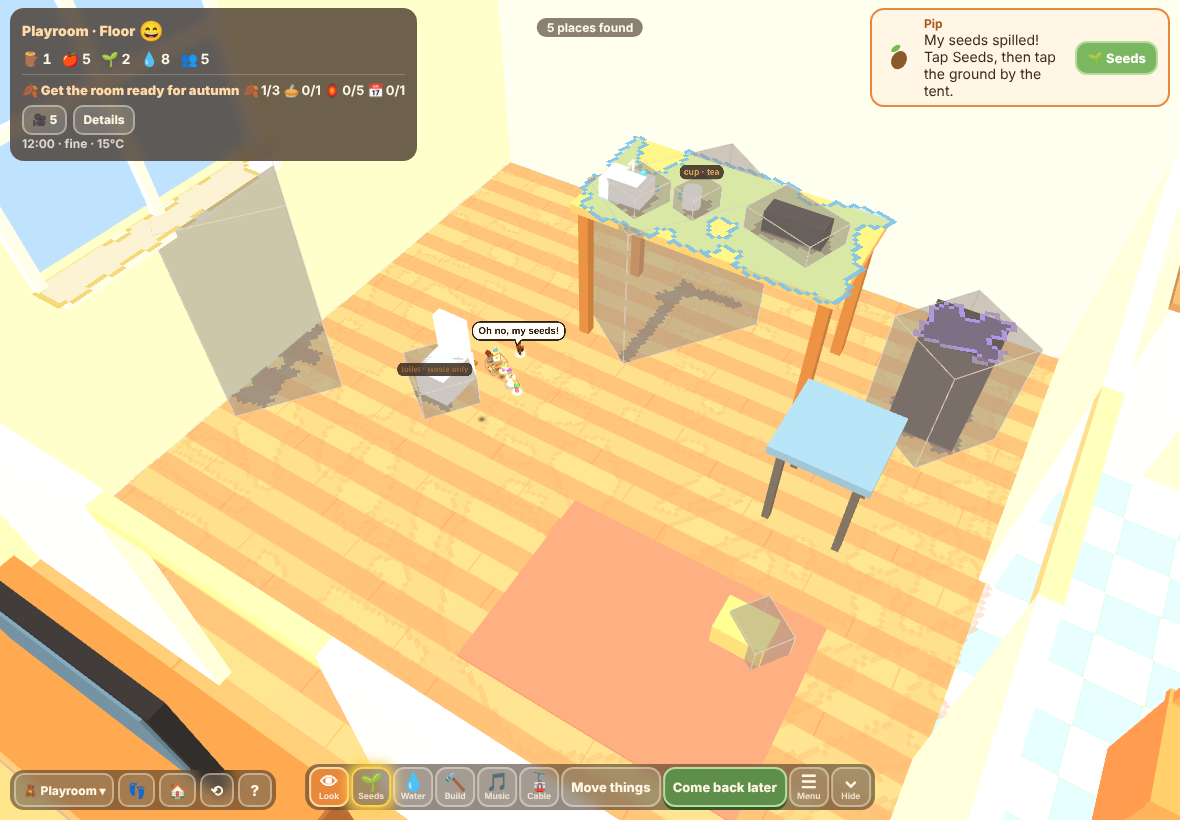 Playroom · Floor
1 5 2 8 5
Get the room ready for autumn 1/3 0/1 0/5 0/1
5 Details
12:00 · fine · 15°C
5 places found
Pip
My seeds spilled!
Tap Seeds, then tap
the ground by the
tent.
Seeds
cup · tea
Oh no, my seeds!
toilet · waste only
Playroom ▾
?
Look
Seeds
Water
Build
Music
Cable
Move things
Come back later
Menu
Hide